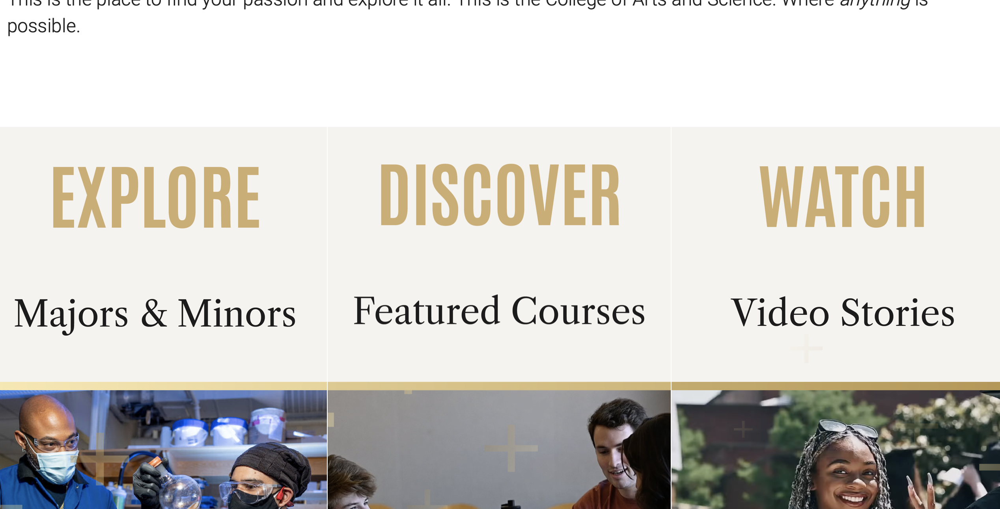 This is the place to find your passion and explore it all. This is the College of Arts and Science. Where anything is
possible.
EXPLORE
Majors & Minors
DISCOVER
Featured Courses
WATCH
Video Stories